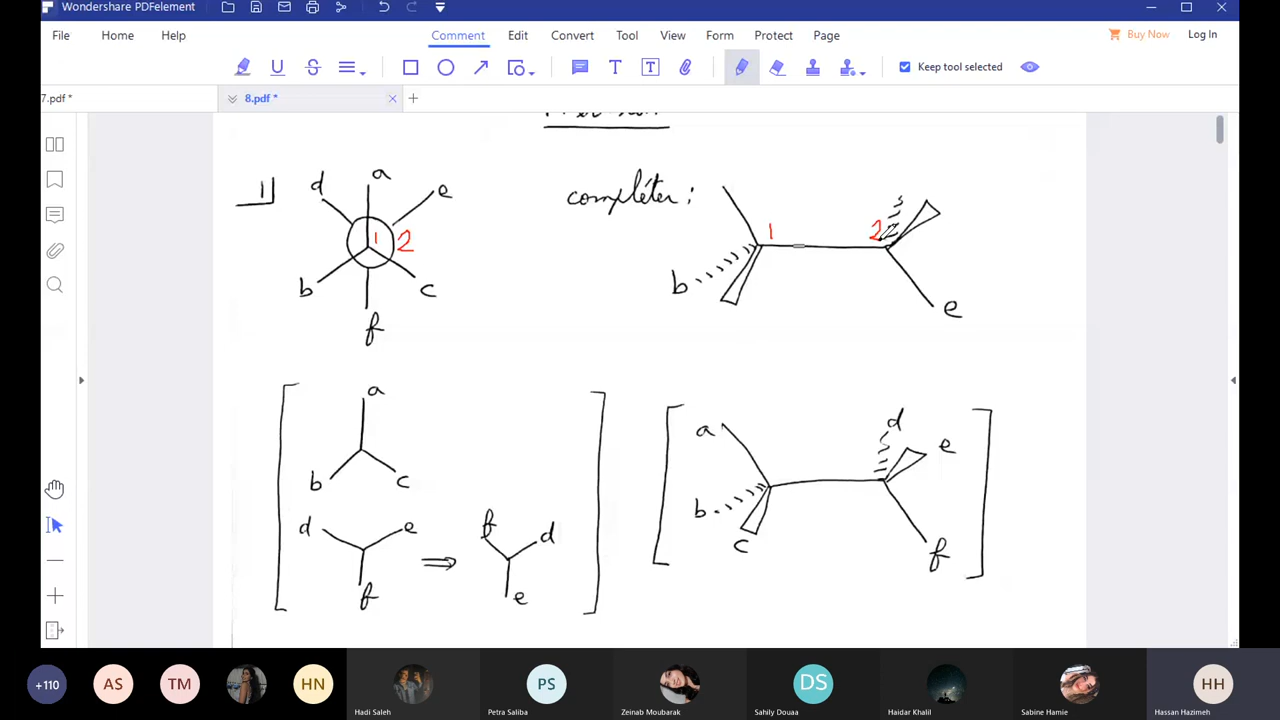 Wondershare PDFelement
File Home Help Comment Edit Convert Tool View Form Protect Page Buy Now Log In
Keep tool selected
7.pdf * 8.pdf *
1
d a e
1 2
b c
f
compléter :
1 2
b
e
a
b c
d e
f
f d
e
a d e
b
c f
+110 AS TM HN PS DS HH
Hadi Saleh Petra Saliba Zeinab Moubarak Sahily Douaa Haidar Khalil Sabine Hamie Hassan Hazimeh